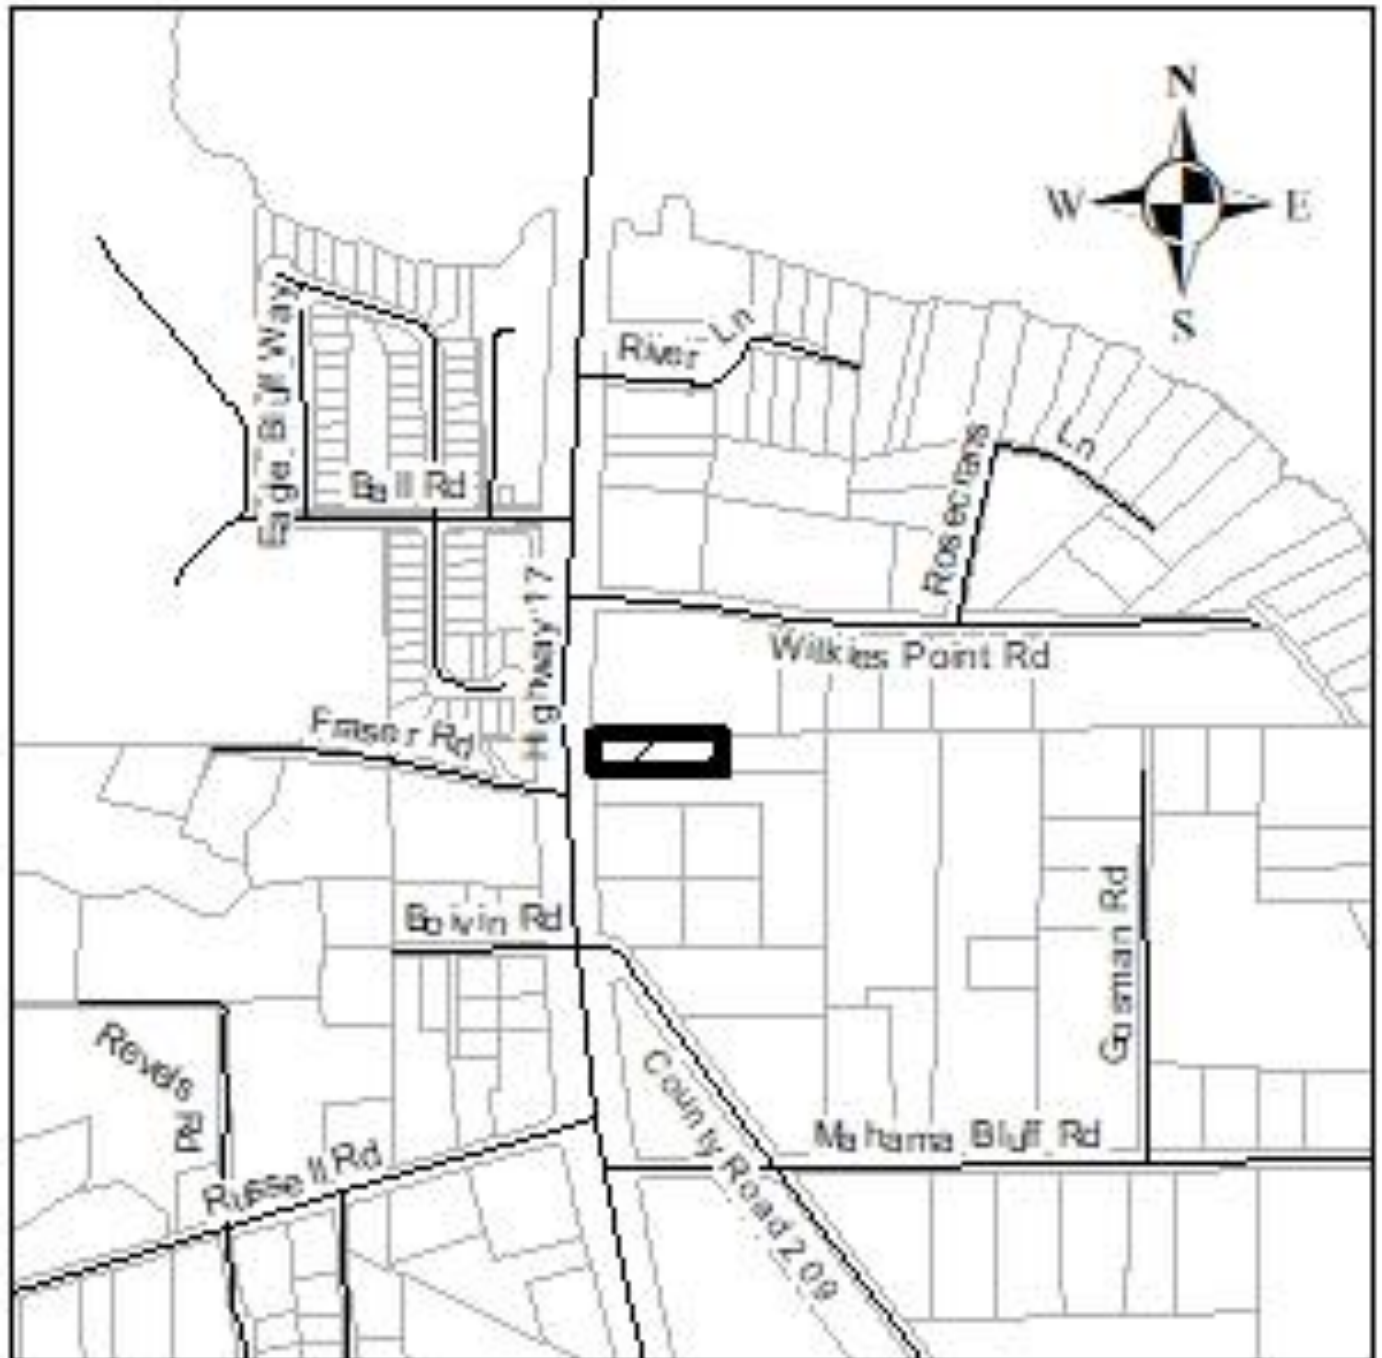 N
W E
S
River Ln
Eagle Bluff Way
Ball Rd
Rosecrans Ln
Highway 17
Wilkies Point Rd
Fraser Rd
Boivin Rd
Gosman Rd
Revels Rd
County Road 209
Mahama Bluff Rd
Russell Rd